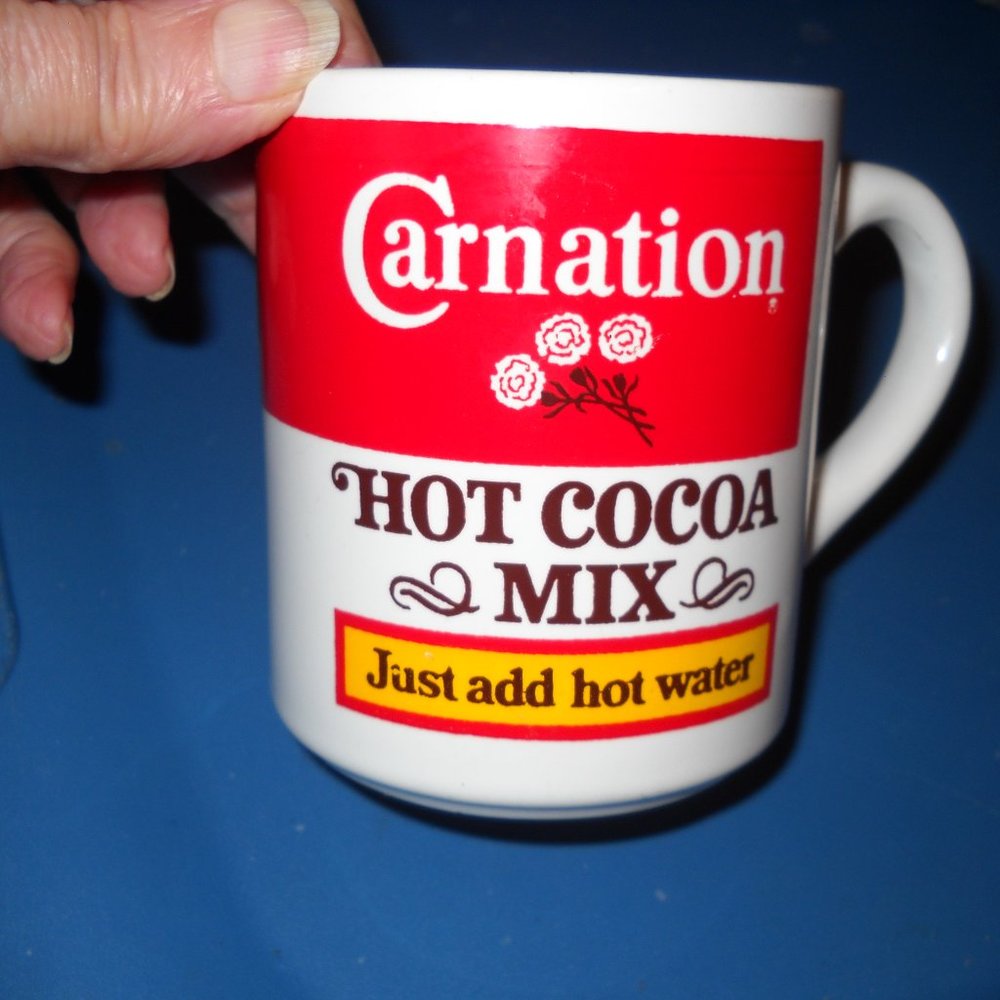 Carnation
HOT COCOA
MIX
Just add hot water